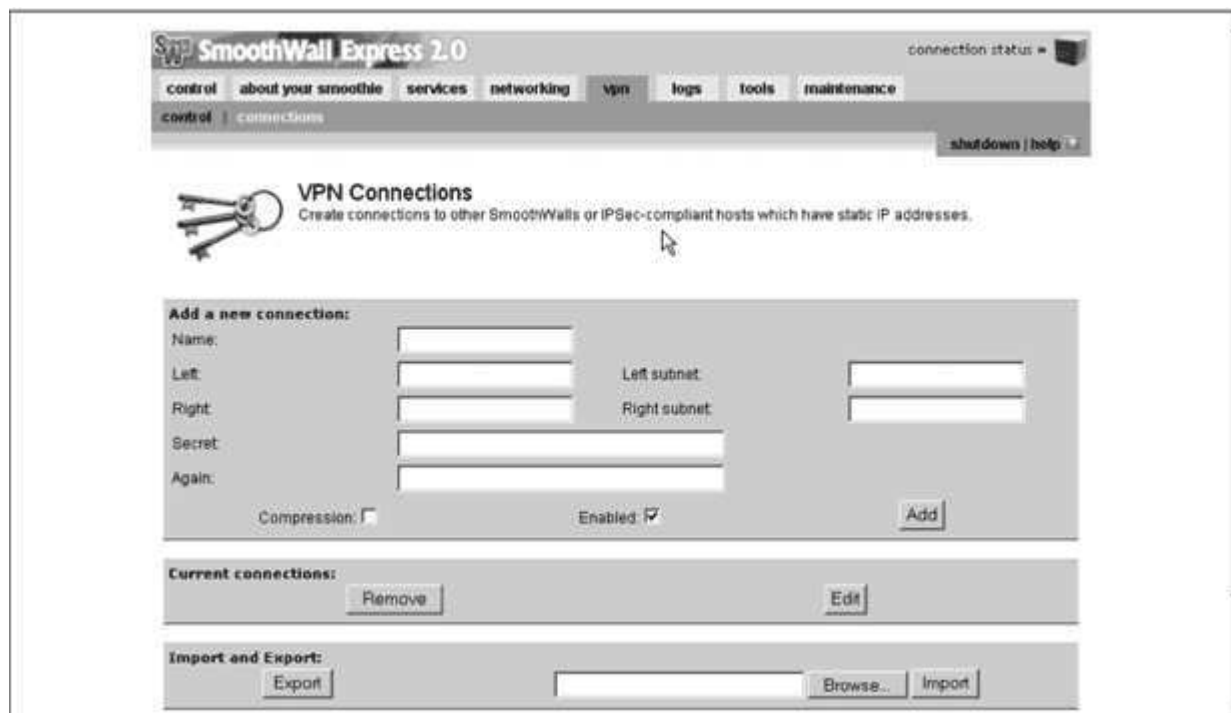 SmoothWall Express 2.0 connection status =
control about your smoothie services networking vpn logs tools maintenance
control | connections
shutdown | help
VPN Connections
Create connections to other SmoothWalls or IPSec-compliant hosts which have static IP addresses.
Add a new connection:
Name:
Left: Left subnet:
Right: Right subnet:
Secret:
Again:
Compression: Enabled: Add
Current connections:
Remove Edit
Import and Export:
Export Browse... Import